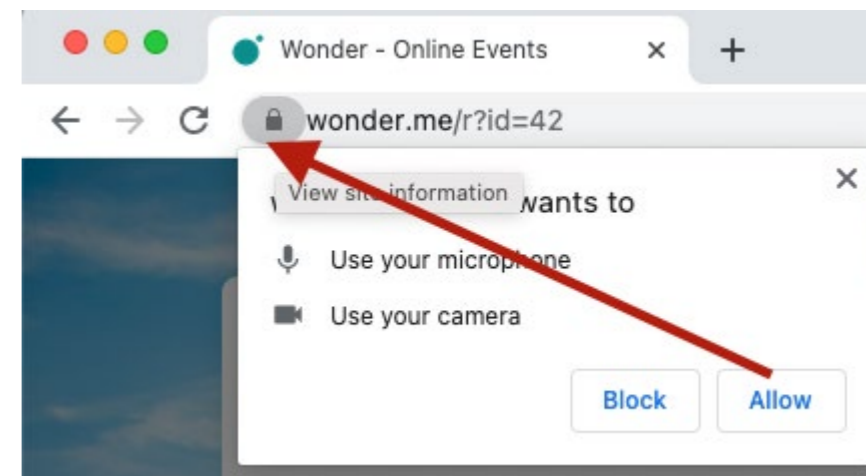 Wonder - Online Events
wonder.me/r?id=42
View site information
wants to
Use your microphone
Use your camera
Block
Allow